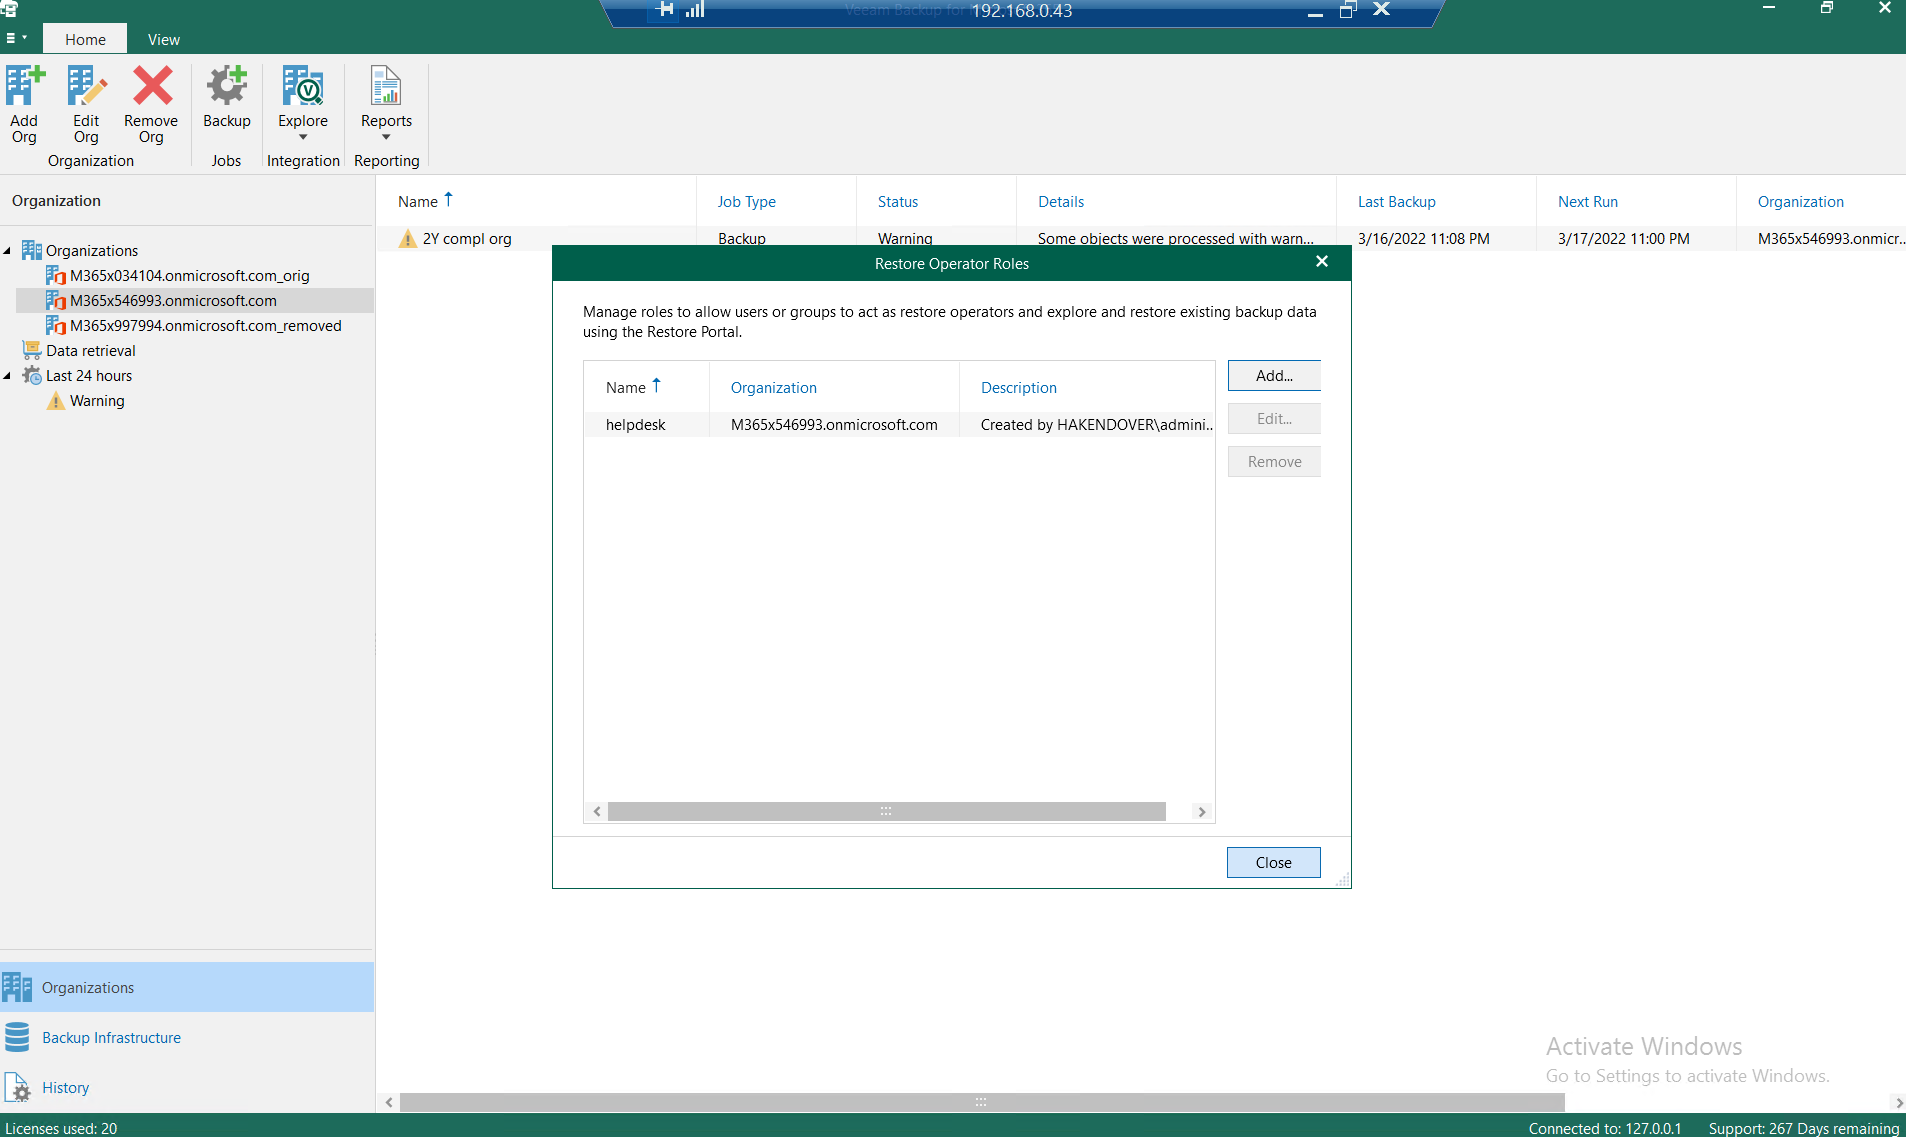 Veeam Backup for
192.168.0.43
Home
View
Add
Org
Edit
Org
Remove
Org
Backup
Explore
Reports
Organization
Jobs
Integration
Reporting
Organization
Organizations
M365x034104.onmicrosoft.com_orig
M365x546993.onmicrosoft.com
M365x997994.onmicrosoft.com_removed
Data retrieval
Last 24 hours
Warning
Name
Job Type
Status
Details
Last Backup
Next Run
Organization
2Y compl org
Backup
Warning
Some objects were processed with warn...
3/16/2022 11:08 PM
3/17/2022 11:00 PM
M365x546993.onmicr...
Restore Operator Roles
Manage roles to allow users or groups to act as restore operators and explore and restore existing backup data
using the Restore Portal.
Name
Organization
Description
helpdesk
M365x546993.onmicrosoft.com
Created by HAKENDOVER\admini...
Add...
Edit...
Remove
Close
Organizations
Backup Infrastructure
History
Activate Windows
Go to Settings to activate Windows.
Licenses used: 20
Connected to: 127.0.0.1
Support: 267 Days remaining